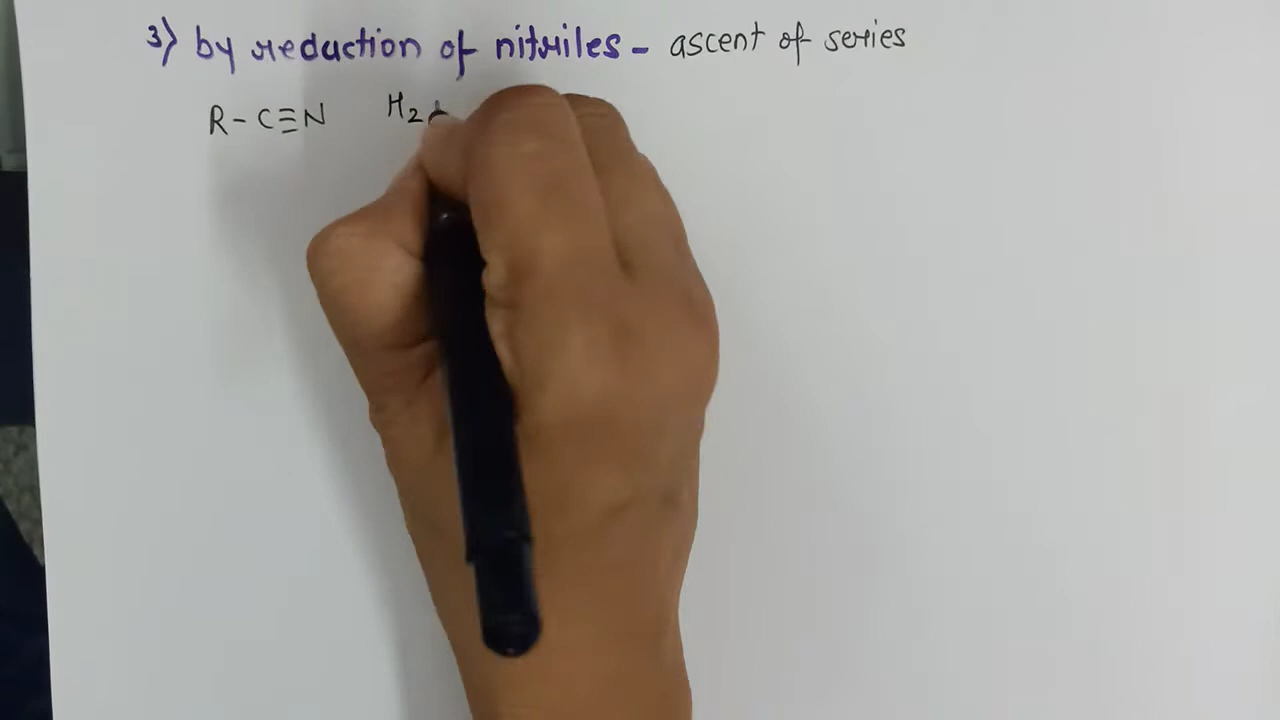 3) by reduction of nitriles - ascent of series
R-C≡N H2